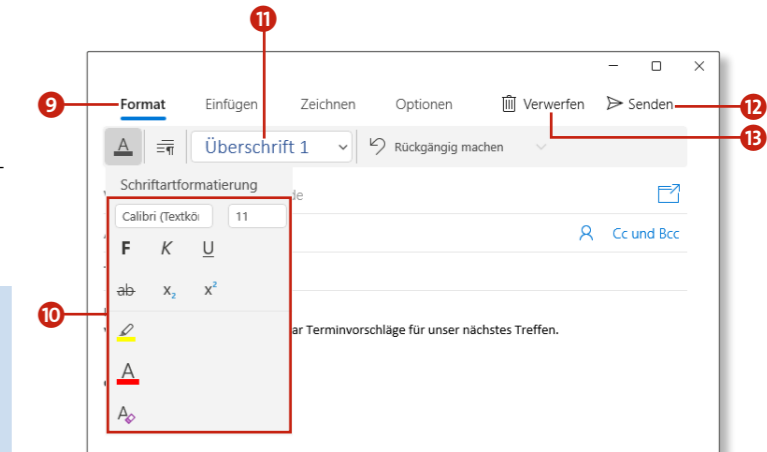 11
9
Format Einfügen Zeichnen Optionen Verwerfen Senden
12
13
A Überschrift 1 Rückgängig machen
Schriftartformatierung
de
Calibri (Textkö 11
Cc und Bcc
F K U
ab x₂ x²
10
ar Terminvorschläge für unser nächstes Treffen.
A
A